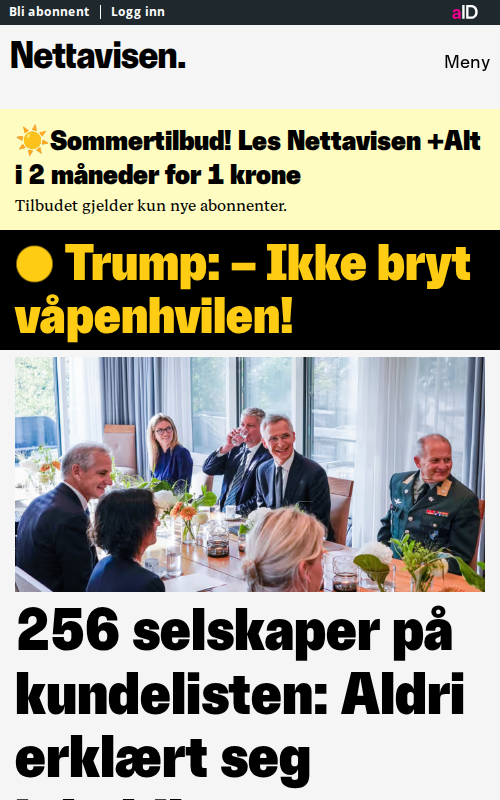 Bli abonnent
Logg inn
aID
Nettavisen.
Meny
Sommertilbud! Les Nettavisen +Alt
i 2 måneder for 1 krone
Tilbudet gjelder kun nye abonnenter.
Trump: – Ikke bryt
våpenhvilen!
256 selskaper på
kundelisten: Aldri
erklært seg